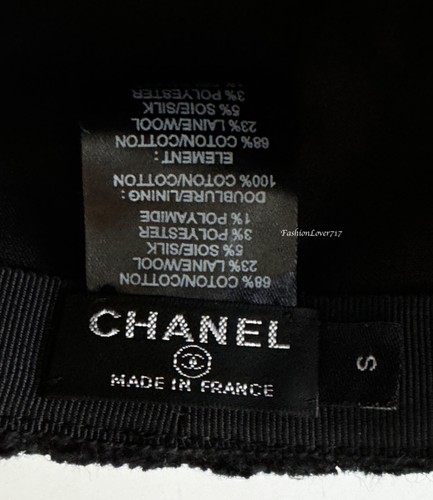 68% COTON/COTTON
23% LAINE/WOOL
5% SOIE/SILK
3% POLYESTER
1% POLYAMIDE
DOUBLURE/LINING :
100% COTON/COTTON
ELEMENT :
68% COTON/COTTON
23% LAINE/WOOL
5% SOIE/SILK
3% POLYESTER
FashionLover717
CHANEL
MADE IN FRANCE
S